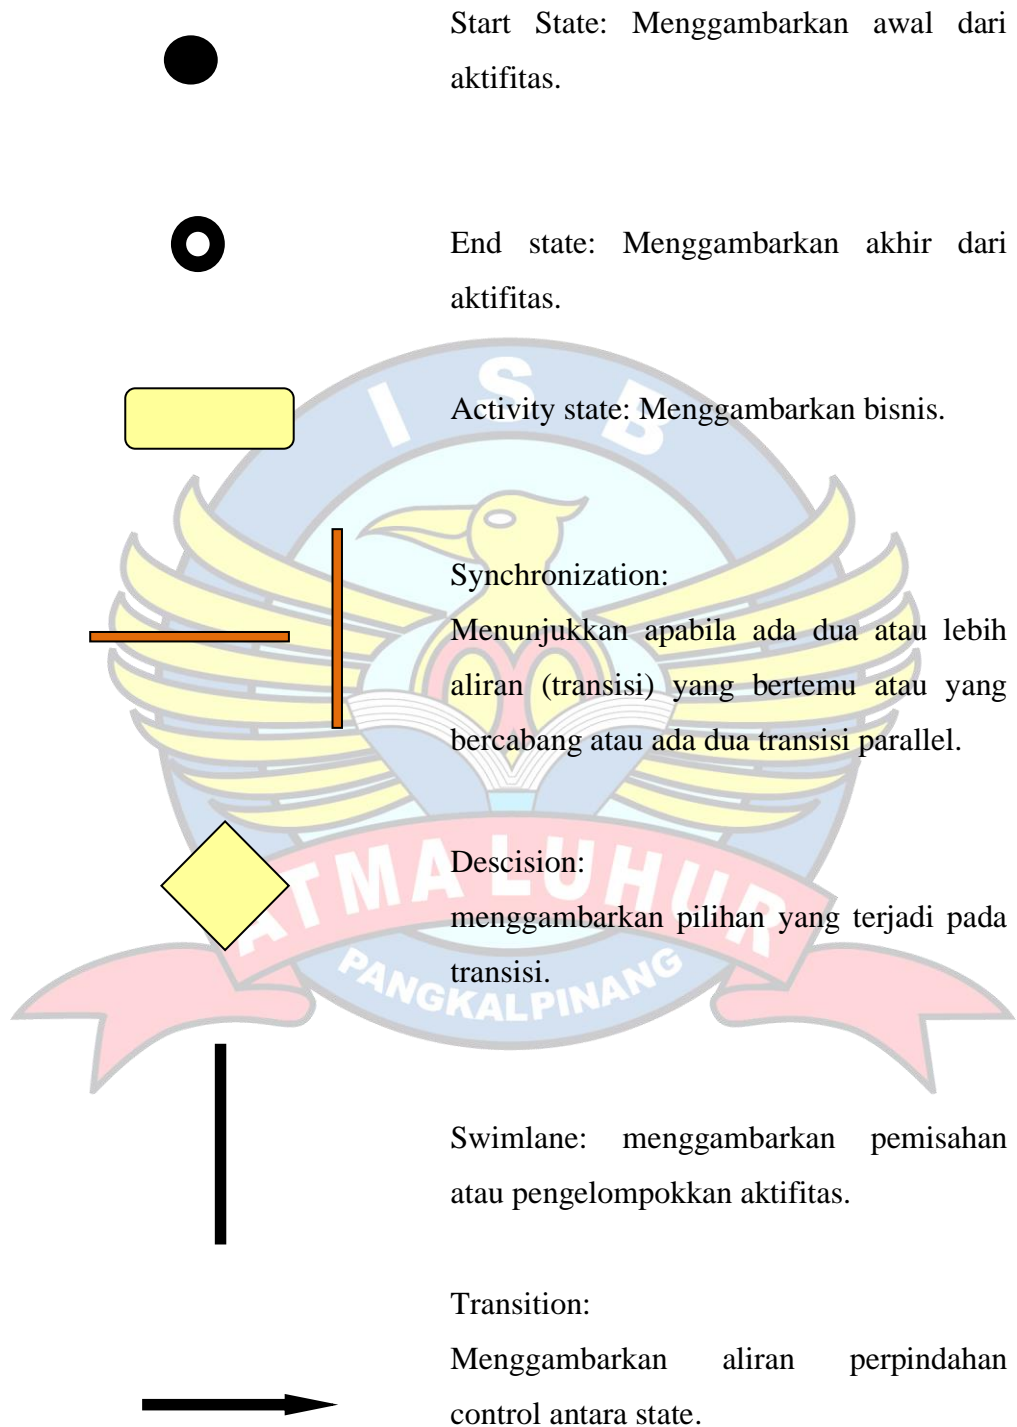 Start State: Menggambarkan awal dari
aktifitas.
End state: Menggambarkan akhir dari
aktifitas.
I S B
Activity state: Menggambarkan bisnis.
Synchronization:
Menunjukkan apabila ada dua atau lebih
aliran (transisi) yang bertemu atau yang
bercabang atau ada dua transisi parallel.
ATMA LUHUR
Descision:
menggambarkan pilihan yang terjadi pada
transisi.
PANGKALPINANG
Swimlane: menggambarkan pemisahan
atau pengelompokkan aktifitas.
Transition:
Menggambarkan aliran perpindahan
control antara state.